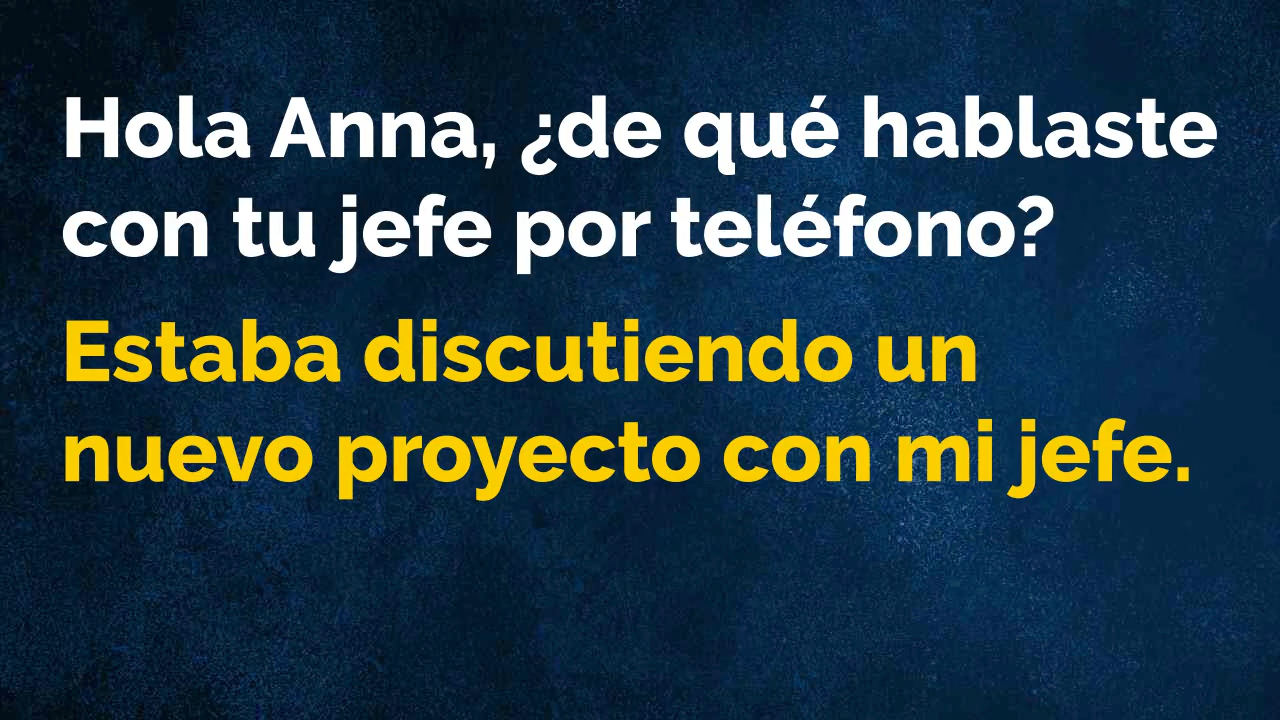 Hola Anna, ¿de qué hablaste
con tu jefe por teléfono?
Estaba discutiendo un
nuevo proyecto con mi jefe.